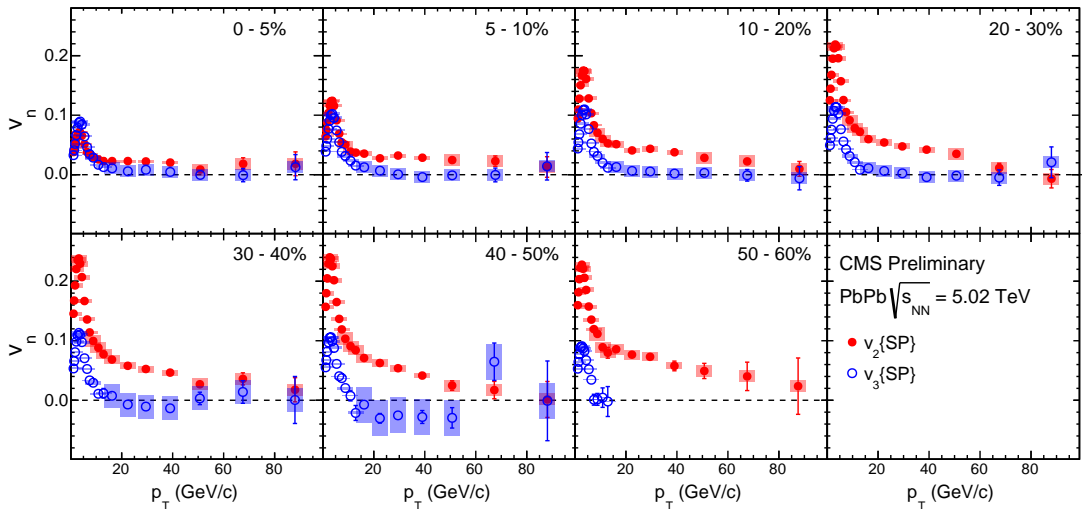 0 - 5%
5 - 10%
10 - 20%
20 - 30%
0.2
0.1
0.0
v_n
30 - 40%
40 - 50%
50 - 60%
CMS Preliminary
PbPb √s_NN = 5.02 TeV
v_2{SP}
v_3{SP}
0.2
0.1
0.0
v_n
20 40 60 80
20 40 60 80
20 40 60 80
20 40 60 80
p_T (GeV/c)
p_T (GeV/c)
p_T (GeV/c)
p_T (GeV/c)